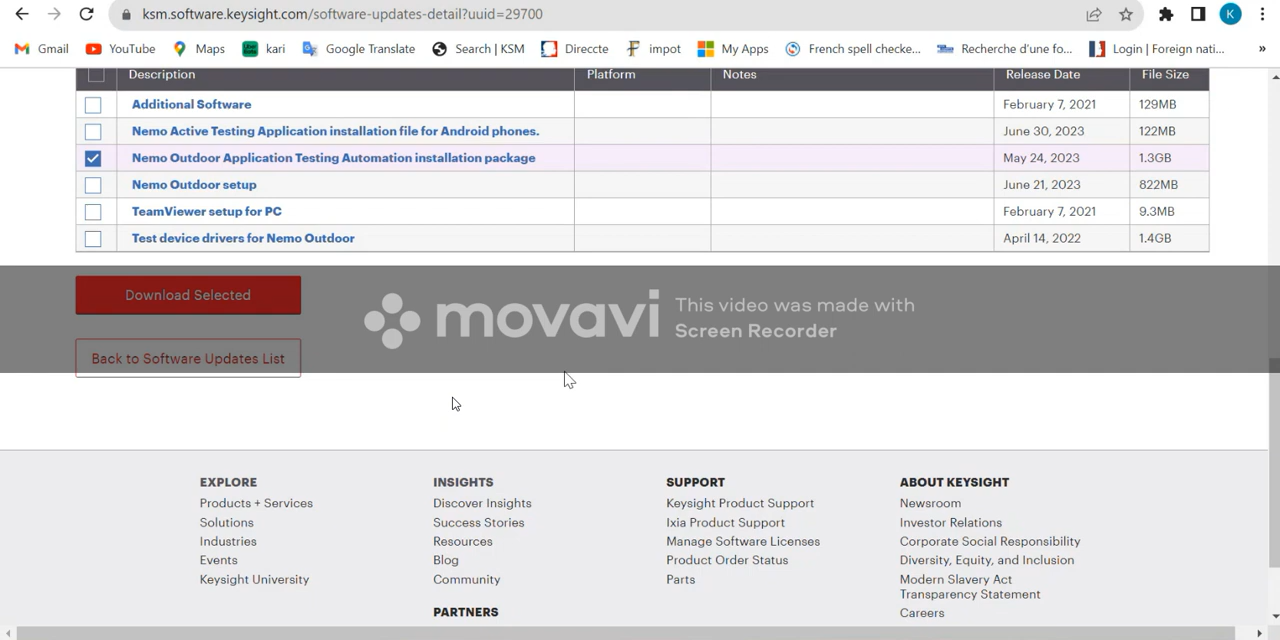 ksm.software.keysight.com/software-updates-detail?uuid=29700
K
Gmail YouTube Maps kari Google Translate Search | KSM Direccte impot My Apps French spell checke... Recherche d'une fo... Login | Foreign nati... »
Description Platform Notes Release Date File Size
Additional Software February 7, 2021 129MB
Nemo Active Testing Application installation file for Android phones. June 30, 2023 122MB
Nemo Outdoor Application Testing Automation installation package May 24, 2023 1.3GB
Nemo Outdoor setup June 21, 2023 822MB
TeamViewer setup for PC February 7, 2021 9.3MB
Test device drivers for Nemo Outdoor April 14, 2022 1.4GB
Download Selected
movavi
This video was made with
Screen Recorder
Back to Software Updates List
EXPLORE
Products + Services
Solutions
Industries
Events
Keysight University
INSIGHTS
Discover Insights
Success Stories
Resources
Blog
Community
PARTNERS
SUPPORT
Keysight Product Support
Ixia Product Support
Manage Software Licenses
Product Order Status
Parts
ABOUT KEYSIGHT
Newsroom
Investor Relations
Corporate Social Responsibility
Diversity, Equity, and Inclusion
Modern Slavery Act
Transparency Statement
Careers